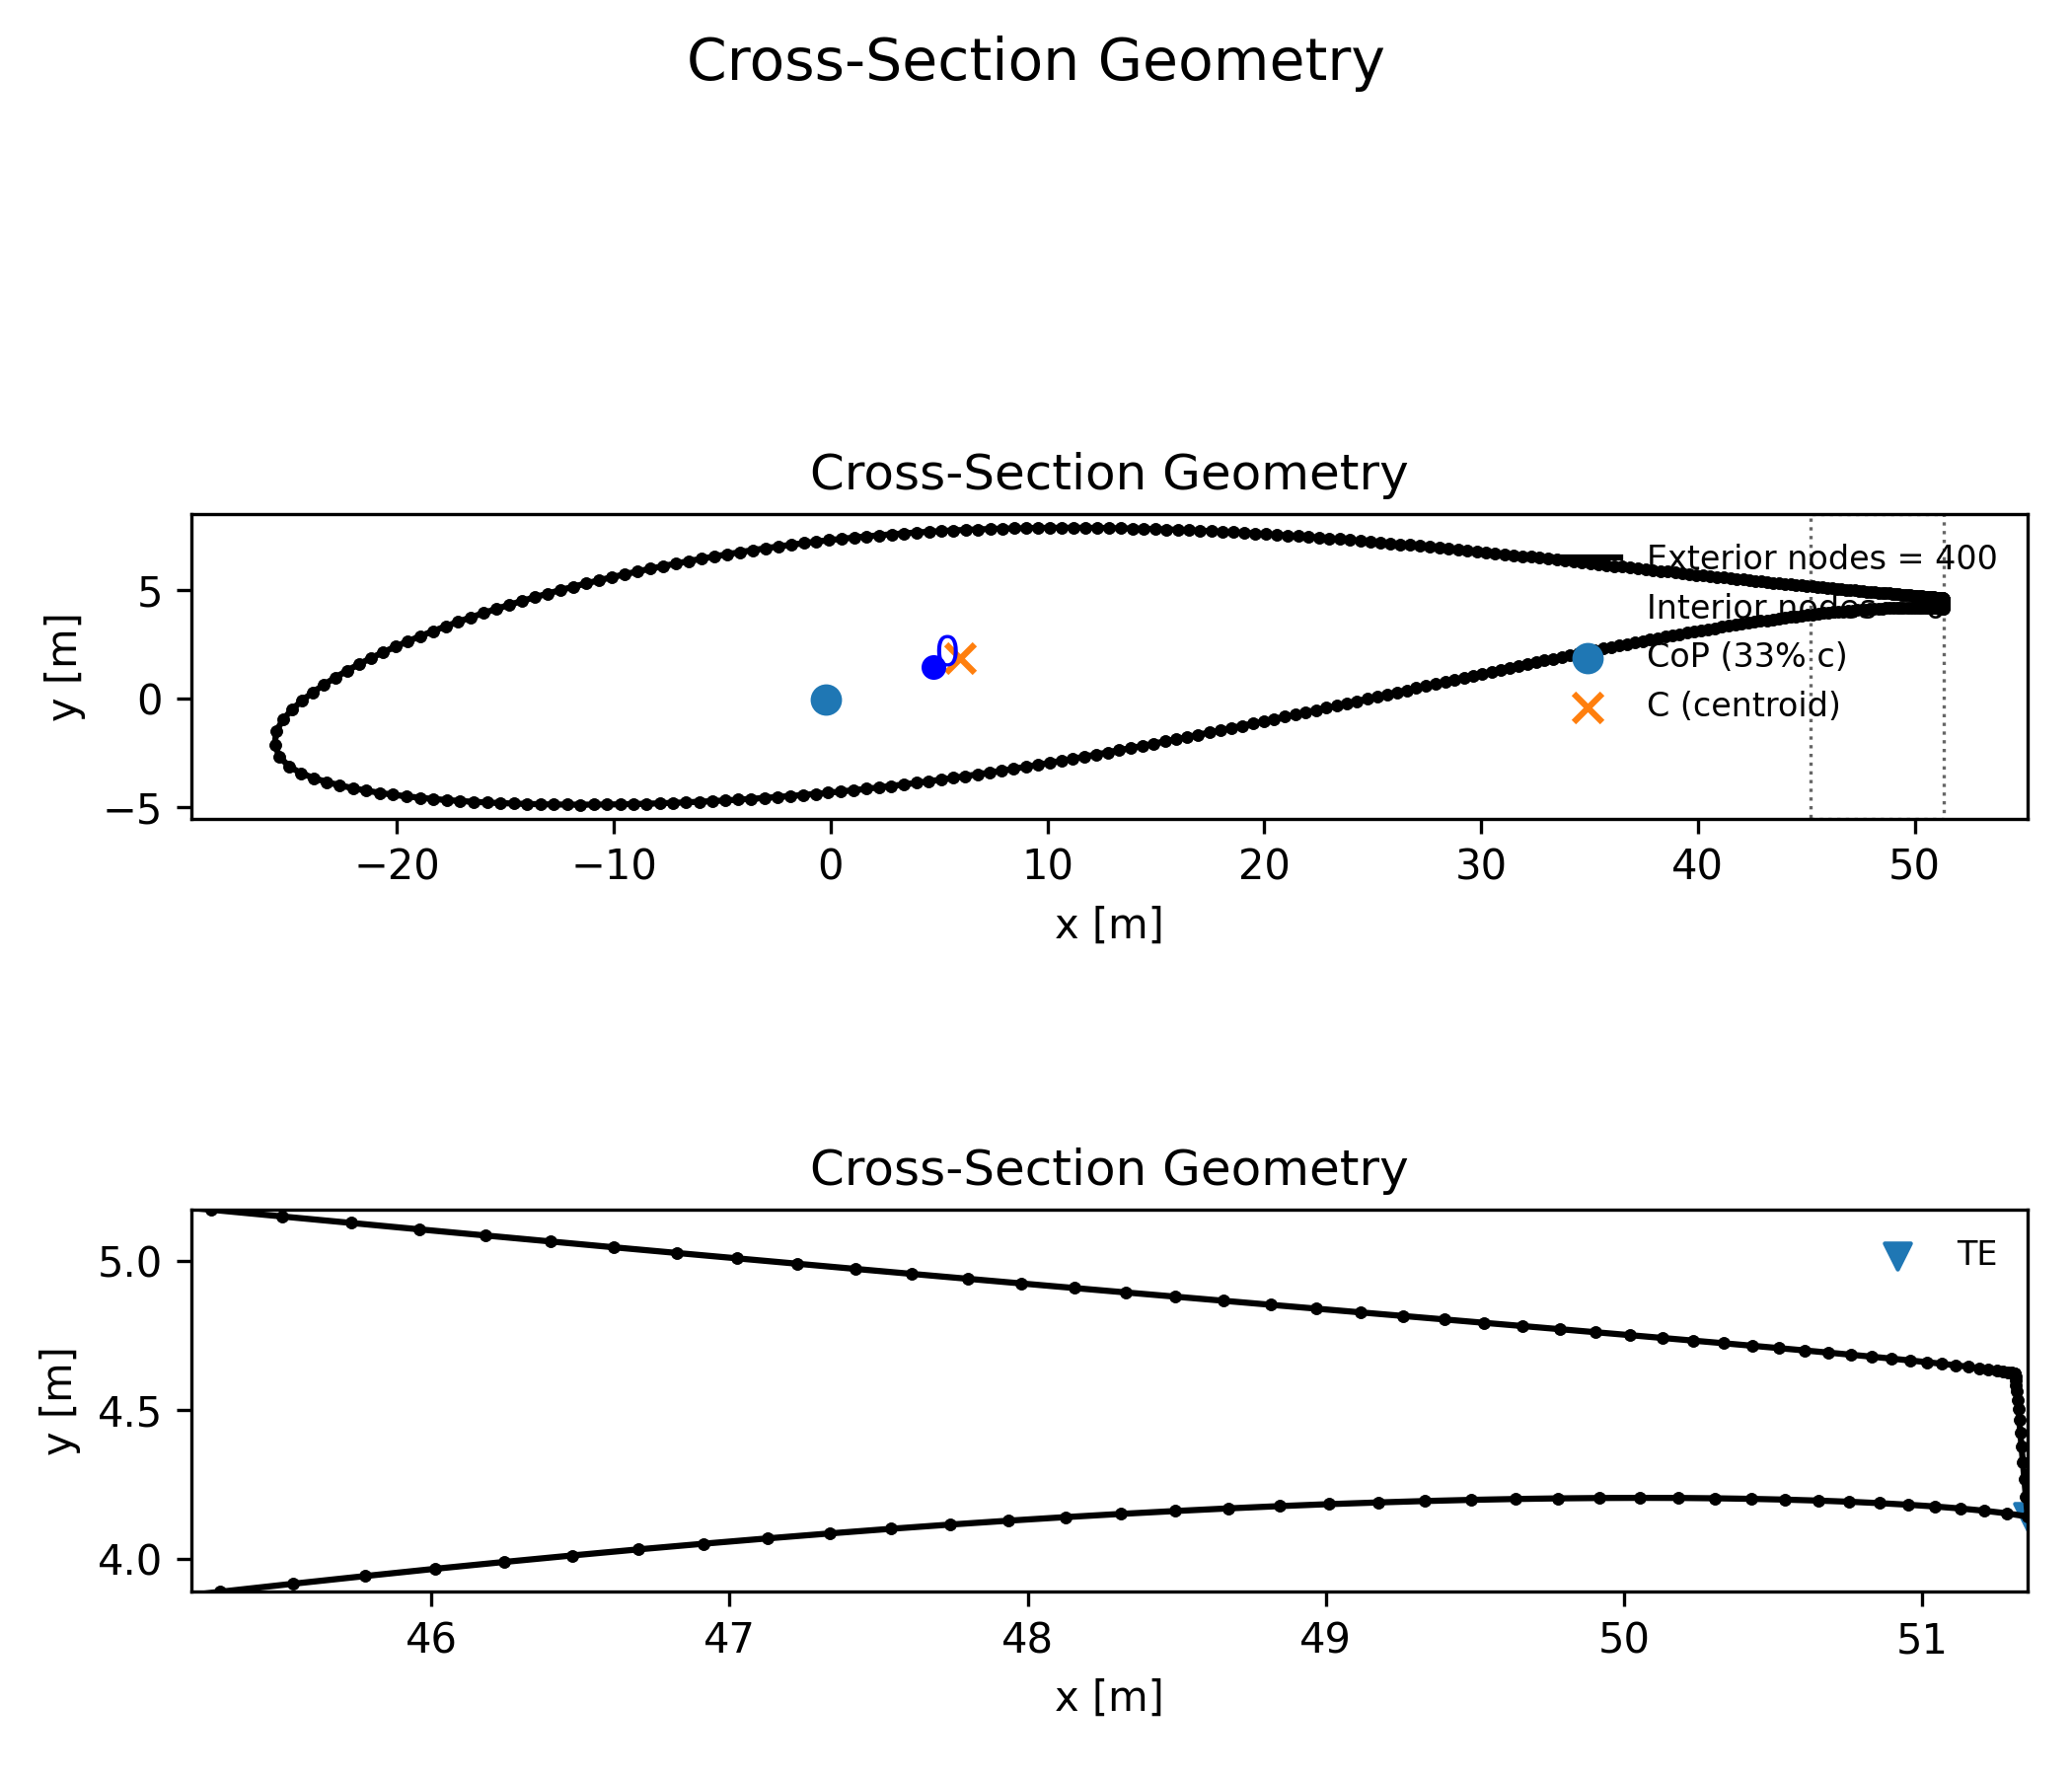 Cross-Section Geometry
Cross-Section Geometry
y [m]
5
0
−5
0
Exterior nodes = 400
Interior nodes
CoP (33% c)
C (centroid)
−20 −10 0 10 20 30 40 50
x [m]
Cross-Section Geometry
y [m]
5.0
4.5
4.0
TE
46 47 48 49 50 51
x [m]